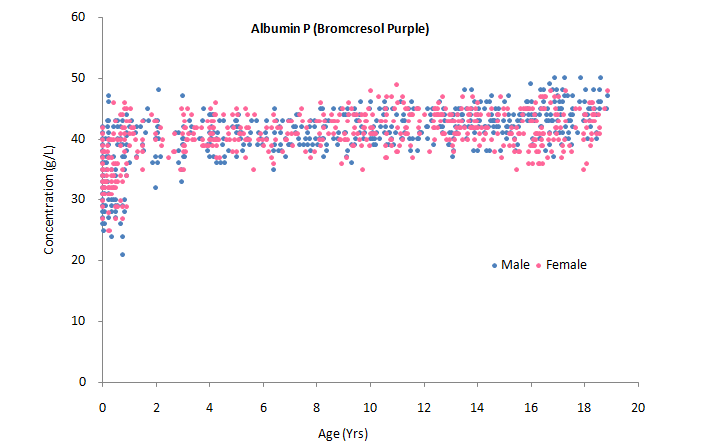 Albumin P (Bromcresol Purple)
60
50
40
30
20
10
0
Concentration (g/L)
Male Female
0 2 4 6 8 10 12 14 16 18 20
Age (Yrs)